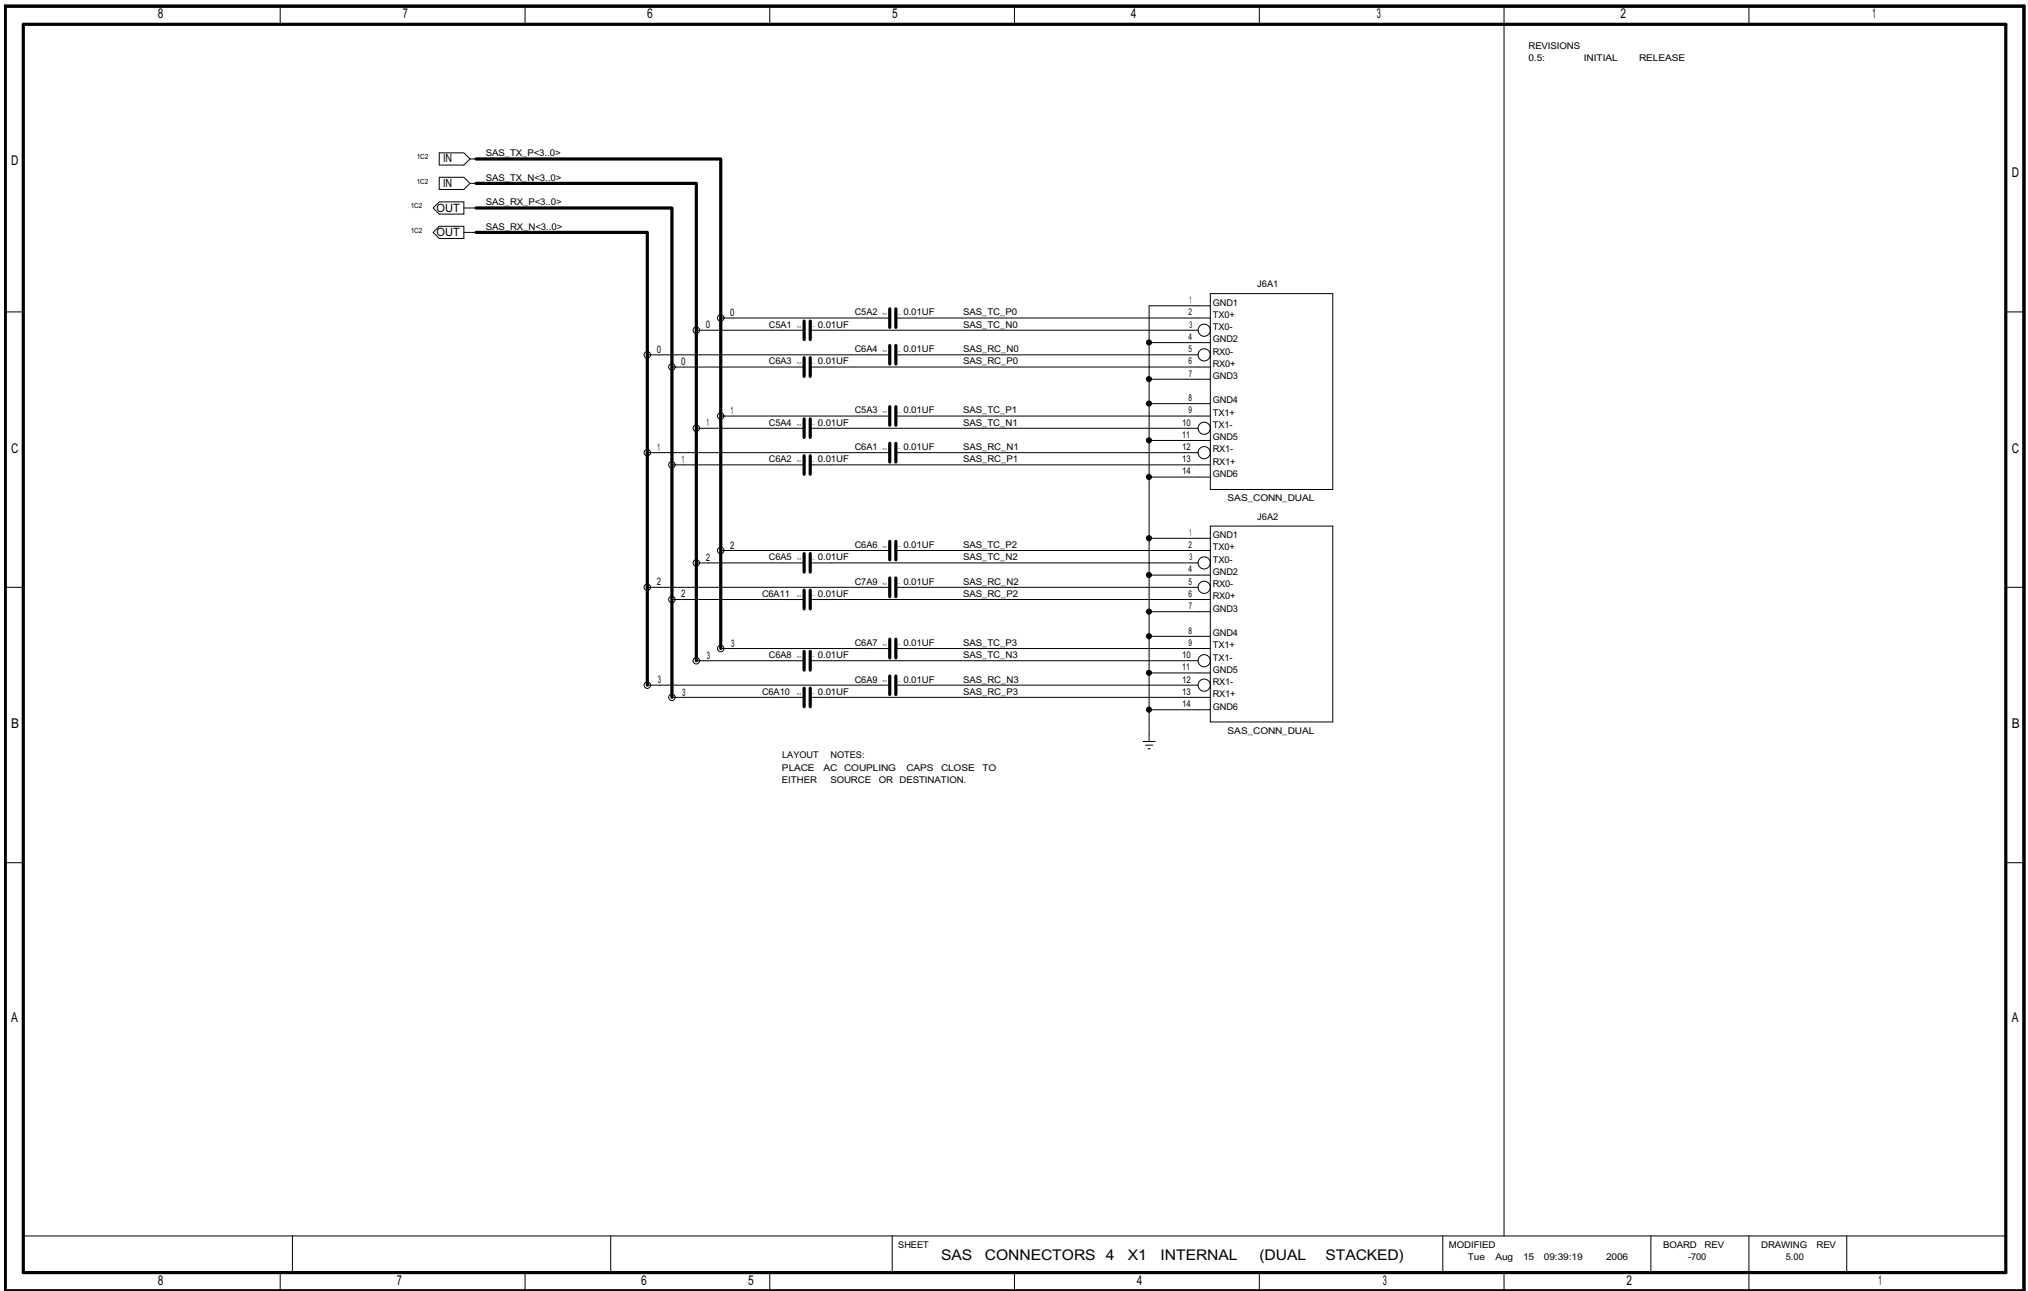 8 7 6 5 4 3 2 1
REVISIONS
0.5: INITIAL RELEASE
D D
1C2 IN SAS_TX_P<3..0>
1C2 IN SAS_TX_N<3..0>
1C2 OUT SAS_RX_P<3..0>
1C2 OUT SAS_RX_N<3..0>
J6A1
1 GND1
0 C5A2 0.01UF SAS_TC_P0 2 TX0+
0 C5A1 0.01UF SAS_TC_N0 3 TX0-
4 GND2
0 C6A4 0.01UF SAS_RC_N0 5 RX0-
0 C6A3 0.01UF SAS_RC_P0 6 RX0+
7 GND3
8 GND4
1 C5A3 0.01UF SAS_TC_P1 9 TX1+
1 C5A4 0.01UF SAS_TC_N1 10 TX1-
11 GND5
C C
1 C6A1 0.01UF SAS_RC_N1 12 RX1-
1 C6A2 0.01UF SAS_RC_P1 13 RX1+
14 GND6
SAS_CONN_DUAL
J6A2
1 GND1
2 C6A6 0.01UF SAS_TC_P2 2 TX0+
2 C6A5 0.01UF SAS_TC_N2 3 TX0-
4 GND2
2 C7A9 0.01UF SAS_RC_N2 5 RX0-
2 C6A11 0.01UF SAS_RC_P2 6 RX0+
7 GND3
8 GND4
3 C6A7 0.01UF SAS_TC_P3 9 TX1+
3 C6A8 0.01UF SAS_TC_N3 10 TX1-
11 GND5
3 C6A9 0.01UF SAS_RC_N3 12 RX1-
3 C6A10 0.01UF SAS_RC_P3 13 RX1+
14 GND6
B B
SAS_CONN_DUAL
LAYOUT NOTES:
PLACE AC COUPLING CAPS CLOSE TO
EITHER SOURCE OR DESTINATION.
A A
SHEET SAS CONNECTORS 4 X1 INTERNAL (DUAL STACKED)
MODIFIED
Tue Aug 15 09:39:19 2006
BOARD REV
-700
DRAWING REV
5.00
8 7 6 5 4 3 2 1